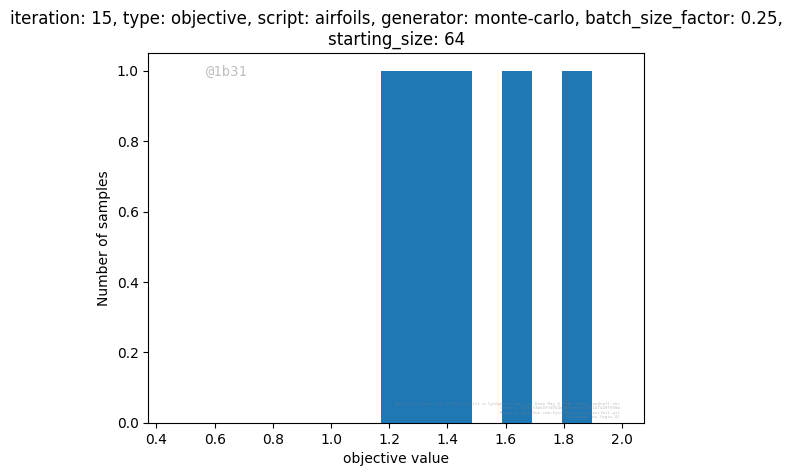 iteration: 15, type: objective, script: airfoils, generator: monte-carlo, batch_size_factor: 0.25,
starting_size: 64
@1b31
1.0
0.8
0.6
0.4
0.2
0.0
Number of samples
0.4 0.6 0.8 1.0 1.2 1.4 1.6 1.8 2.0
objective value